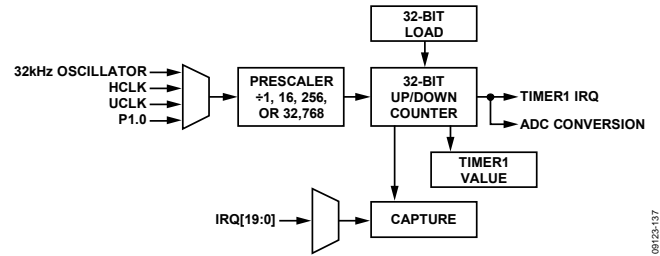 32-BIT
LOAD
32kHz OSCILLATOR
HCLK
UCLK
P1.0
PRESCALER
÷1, 16, 256,
OR 32,768
32-BIT
UP/DOWN
COUNTER
TIMER1 IRQ
ADC CONVERSION
TIMER1
VALUE
IRQ[19:0]
CAPTURE
09123-137